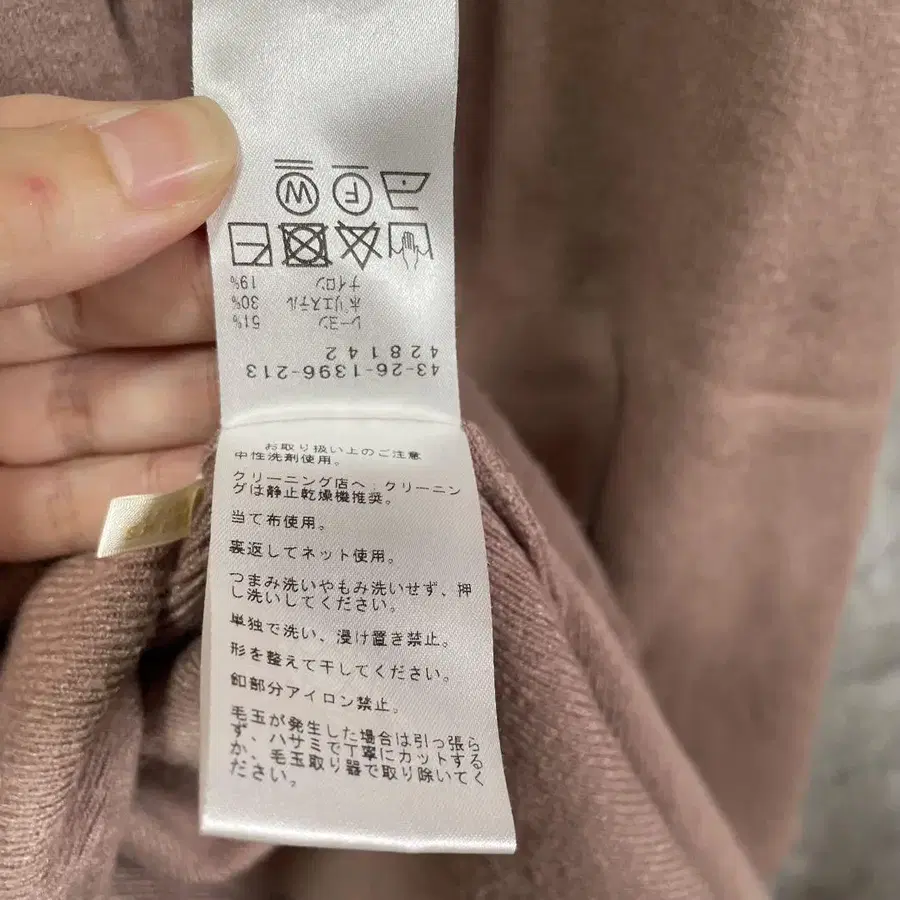 43-26-1396-213
428142
レーヨン 51%
ポリエステル 30%
ナイロン 19%
W
F
お取り扱い上のご注意
中性洗剤使用。
クリーニング店へ:クリーニン
グは静止乾燥機推奨。
当て布使用。
裏返してネット使用。
つまみ洗いやもみ洗いせず、押
し洗いしてください。
単独で洗い、浸け置き禁止。
形を整えて干してください。
釦部分アイロン禁止。
毛玉が発生した場合は引っ張ら
ず、ハサミで丁寧にカットする
か、毛玉取り器で取り除いてく
ださい。